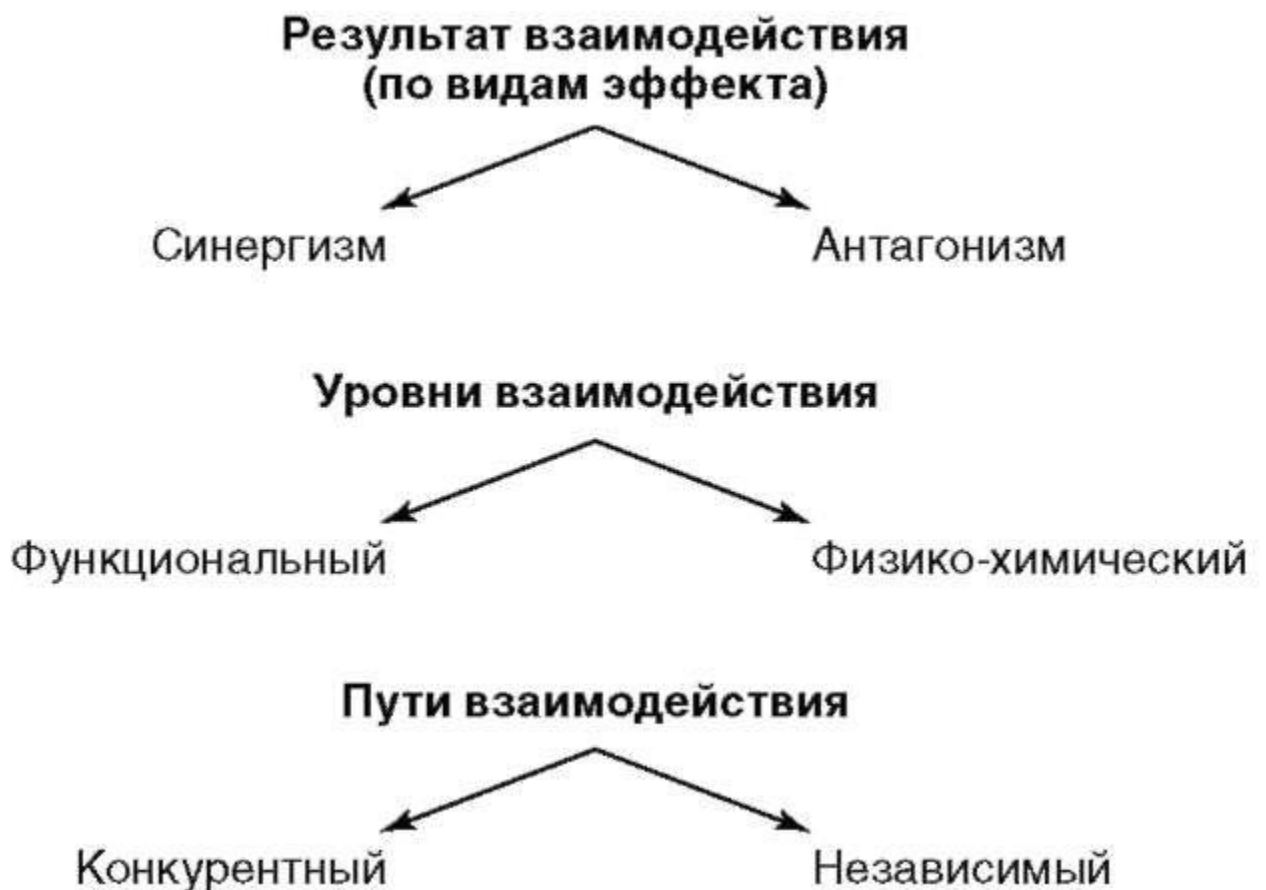 Результат взаимодействия
(по видам эффекта)
Синергизм
Антагонизм
Уровни взаимодействия
Функциональный
Физико-химический
Пути взаимодействия
Конкурентный
Независимый